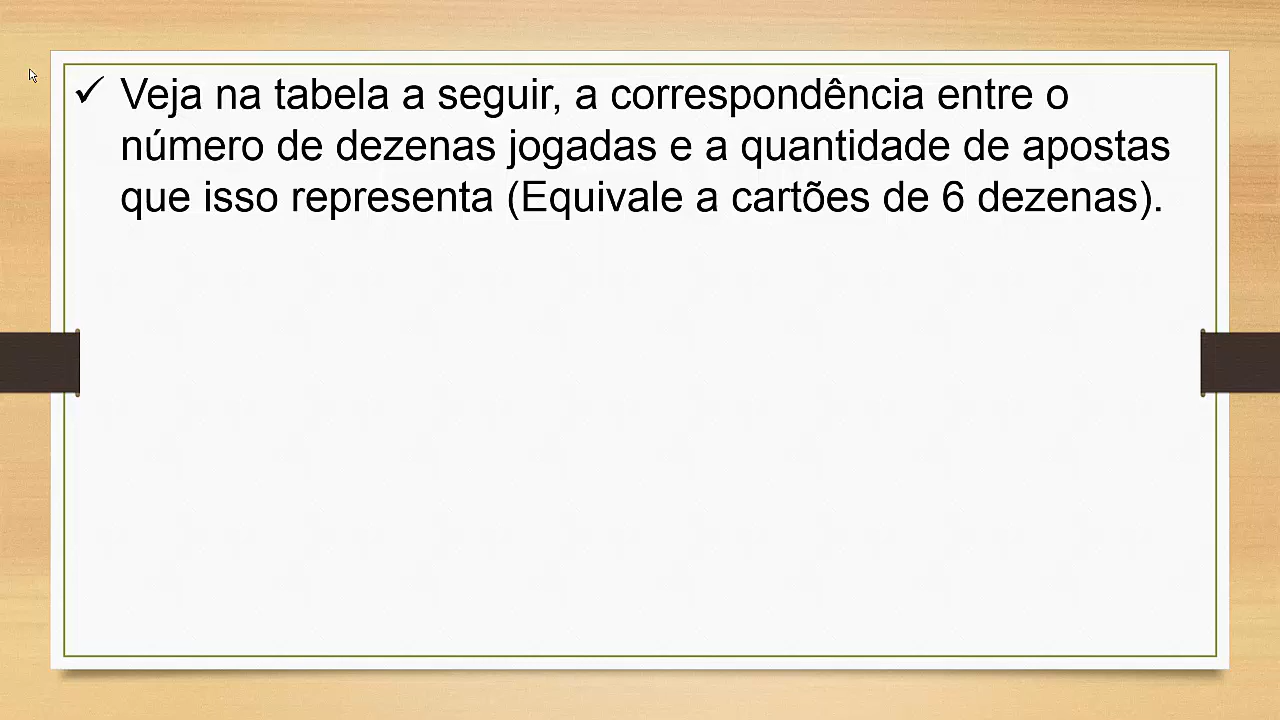 ✓ Veja na tabela a seguir, a correspondência entre o
número de dezenas jogadas e a quantidade de apostas
que isso representa (Equivale a cartões de 6 dezenas).